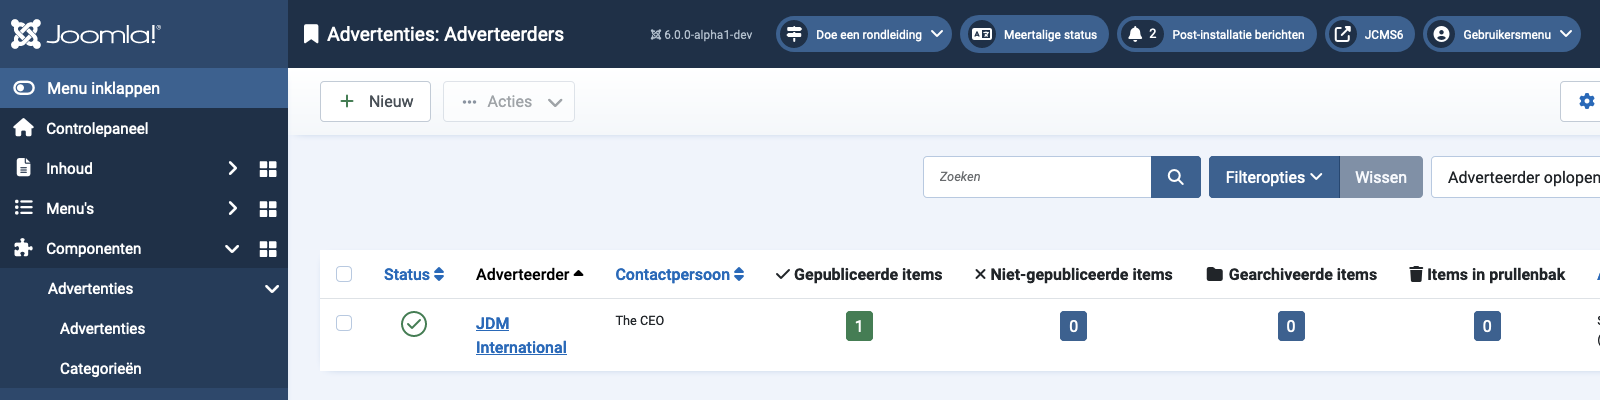 Joomla!®
Advertenties: Adverteerders
6.0.0-alpha1-dev
Doe een rondleiding
Meertalige status
2 Post-installatie berichten
JCMS6
Gebruikersmenu
Menu inklappen
Controlepaneel
Inhoud
Menu's
Componenten
Advertenties
Advertenties
Categorieën
Nieuw
Acties
Zoeken
Filteropties
Wissen
Adverteerder oplopen
Status
Adverteerder
Contactpersoon
Gepubliceerde items
Niet-gepubliceerde items
Gearchiveerde items
Items in prullenbak
JDM
International
The CEO
1
0
0
0